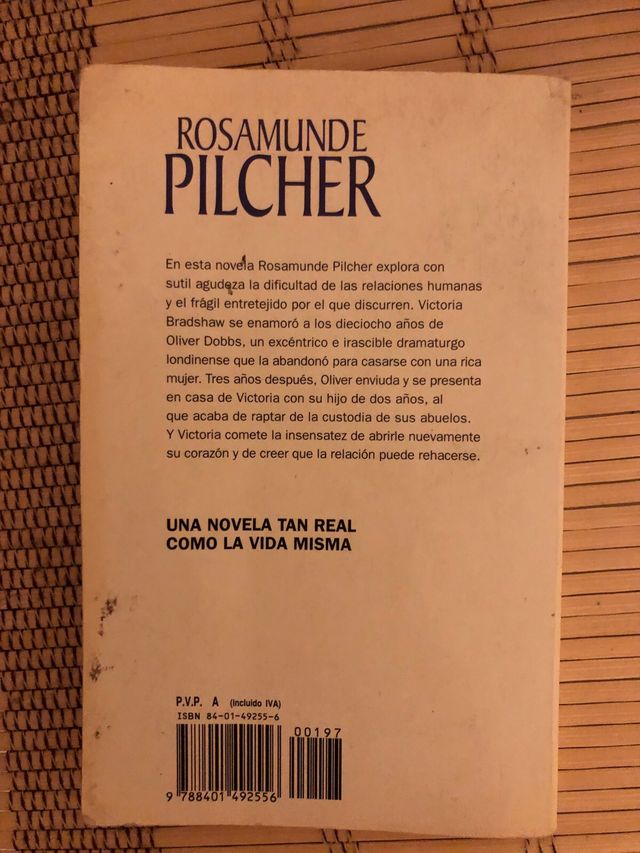 ROSAMUNDE
PILCHER
En esta novela Rosamunde Pilcher explora con
sutil agudeza la dificultad de las relaciones humanas
y el frágil entretejido por el que discurren. Victoria
Bradshaw se enamoró a los dieciocho años de
Oliver Dobbs, un excéntrico e irascible dramaturgo
londinense que la abandonó para casarse con una rica
mujer. Tres años después, Oliver enviuda y se presenta
en casa de Victoria con su hijo de dos años, al
que acaba de raptar de la custodia de sus abuelos.
Y Victoria comete la insensatez de abrirle nuevamente
su corazón y de creer que la relación puede rehacerse.
UNA NOVELA TAN REAL
COMO LA VIDA MISMA
P.V.P. A (incluido IVA)
ISBN 84-01-49255-6
00197
9 788401 492556